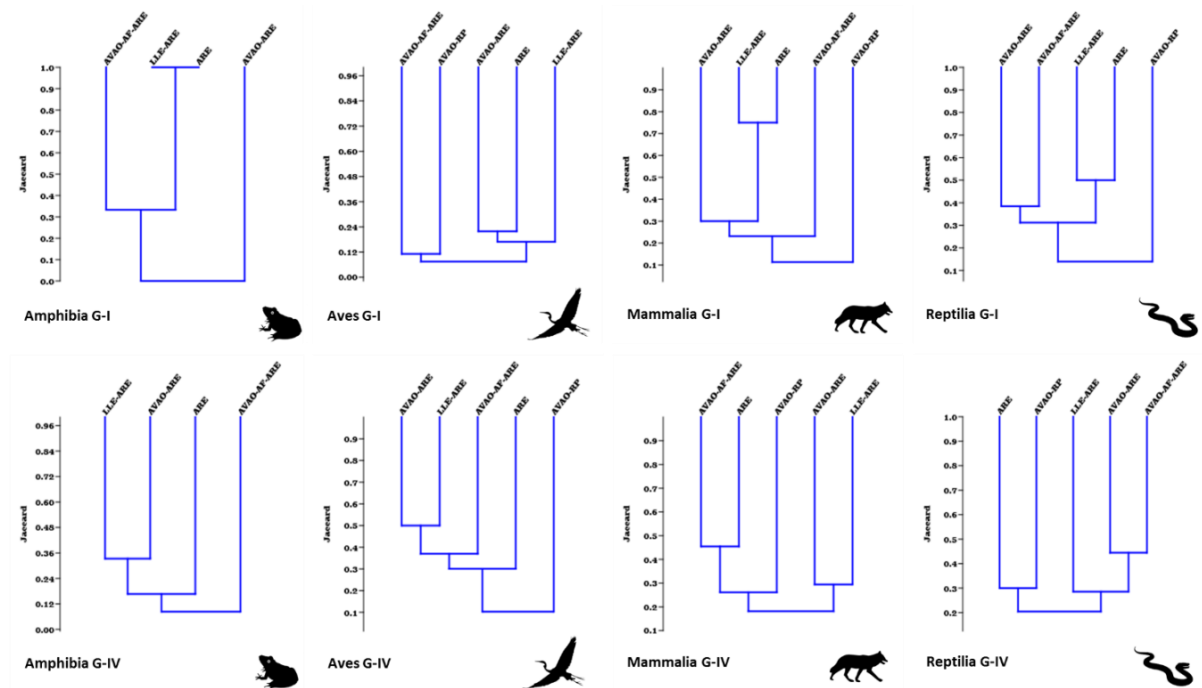 AVAO-AF-ARE
LLE-ARE
ARE
AVAO-ARE
1.0
0.9
0.8
0.7
0.6
0.5
0.4
0.3
0.2
0.1
0.0
Jaccard
Amphibia G-I
AVAO-AF-ARE
AVAO-RP
AVAO-ARE
ARE
LLE-ARE
0.96
0.84
0.72
0.60
0.48
0.36
0.24
0.12
0.00
Jaccard
Aves G-I
AVAO-ARE
LLE-ARE
ARE
AVAO-AF-ARE
AVAO-RP
0.9
0.8
0.7
0.6
0.5
0.4
0.3
0.2
0.1
Jaccard
Mammalia G-I
AVAO-ARE
AVAO-AF-ARE
LLE-ARE
ARE
AVAO-RP
1.0
0.9
0.8
0.7
0.6
0.5
0.4
0.3
0.2
0.1
Jaccard
Reptilia G-I
LLE-ARE
AVAO-ARE
ARE
AVAO-AF-ARE
0.96
0.84
0.72
0.60
0.48
0.36
0.24
0.12
0.00
Jaccard
Amphibia G-IV
AVAO-ARE
LLE-ARE
AVAO-AF-ARE
ARE
AVAO-RP
0.9
0.8
0.7
0.6
0.5
0.4
0.3
0.2
0.1
Jaccard
Aves G-IV
AVAO-AF-ARE
ARE
AVAO-RP
AVAO-ARE
LLE-ARE
0.9
0.8
0.7
0.6
0.5
0.4
0.3
0.2
0.1
Jaccard
Mammalia G-IV
ARE
AVAO-RP
LLE-ARE
AVAO-ARE
AVAO-AF-ARE
1.0
0.9
0.8
0.7
0.6
0.5
0.4
0.3
0.2
Jaccard
Reptilia G-IV